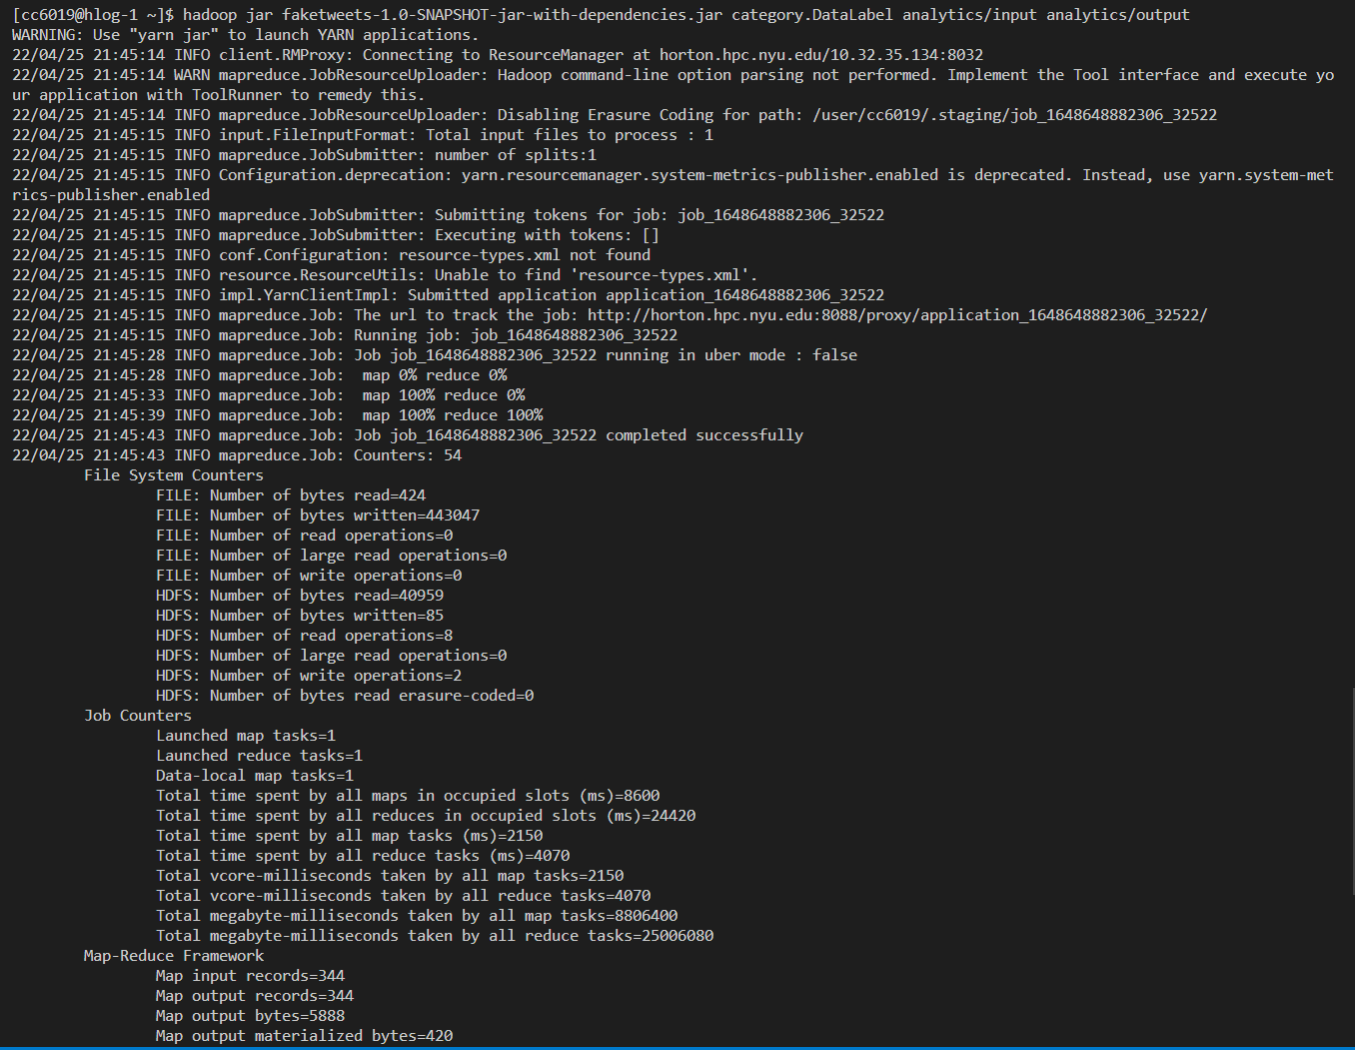 [cc6019@hlog-1 ~]$ hadoop jar faketweets-1.0-SNAPSHOT-jar-with-dependencies.jar category.DataLabel analytics/input analytics/output
WARNING: Use "yarn jar" to launch YARN applications.
22/04/25 21:45:14 INFO client.RMProxy: Connecting to ResourceManager at horton.hpc.nyu.edu/10.32.35.134:8032
22/04/25 21:45:14 WARN mapreduce.JobResourceUploader: Hadoop command-line option parsing not performed. Implement the Tool interface and execute yo
ur application with ToolRunner to remedy this.
22/04/25 21:45:14 INFO mapreduce.JobResourceUploader: Disabling Erasure Coding for path: /user/cc6019/.staging/job_1648648882306_32522
22/04/25 21:45:15 INFO input.FileInputFormat: Total input files to process : 1
22/04/25 21:45:15 INFO mapreduce.JobSubmitter: number of splits:1
22/04/25 21:45:15 INFO Configuration.deprecation: yarn.resourcemanager.system-metrics-publisher.enabled is deprecated. Instead, use yarn.system-met
rics-publisher.enabled
22/04/25 21:45:15 INFO mapreduce.JobSubmitter: Submitting tokens for job: job_1648648882306_32522
22/04/25 21:45:15 INFO mapreduce.JobSubmitter: Executing with tokens: []
22/04/25 21:45:15 INFO conf.Configuration: resource-types.xml not found
22/04/25 21:45:15 INFO resource.ResourceUtils: Unable to find 'resource-types.xml'.
22/04/25 21:45:15 INFO impl.YarnClientImpl: Submitted application application_1648648882306_32522
22/04/25 21:45:15 INFO mapreduce.Job: The url to track the job: http://horton.hpc.nyu.edu:8088/proxy/application_1648648882306_32522/
22/04/25 21:45:15 INFO mapreduce.Job: Running job: job_1648648882306_32522
22/04/25 21:45:28 INFO mapreduce.Job: Job job_1648648882306_32522 running in uber mode : false
22/04/25 21:45:28 INFO mapreduce.Job:  map 0% reduce 0%
22/04/25 21:45:33 INFO mapreduce.Job:  map 100% reduce 0%
22/04/25 21:45:39 INFO mapreduce.Job:  map 100% reduce 100%
22/04/25 21:45:43 INFO mapreduce.Job: Job job_1648648882306_32522 completed successfully
22/04/25 21:45:43 INFO mapreduce.Job: Counters: 54
File System Counters
FILE: Number of bytes read=424
FILE: Number of bytes written=443047
FILE: Number of read operations=0
FILE: Number of large read operations=0
FILE: Number of write operations=0
HDFS: Number of bytes read=40959
HDFS: Number of bytes written=85
HDFS: Number of read operations=8
HDFS: Number of large read operations=0
HDFS: Number of write operations=2
HDFS: Number of bytes read erasure-coded=0
Job Counters
Launched map tasks=1
Launched reduce tasks=1
Data-local map tasks=1
Total time spent by all maps in occupied slots (ms)=8600
Total time spent by all reduces in occupied slots (ms)=24420
Total time spent by all map tasks (ms)=2150
Total time spent by all reduce tasks (ms)=4070
Total vcore-milliseconds taken by all map tasks=2150
Total vcore-milliseconds taken by all reduce tasks=4070
Total megabyte-milliseconds taken by all map tasks=8806400
Total megabyte-milliseconds taken by all reduce tasks=25006080
Map-Reduce Framework
Map input records=344
Map output records=344
Map output bytes=5888
Map output materialized bytes=420